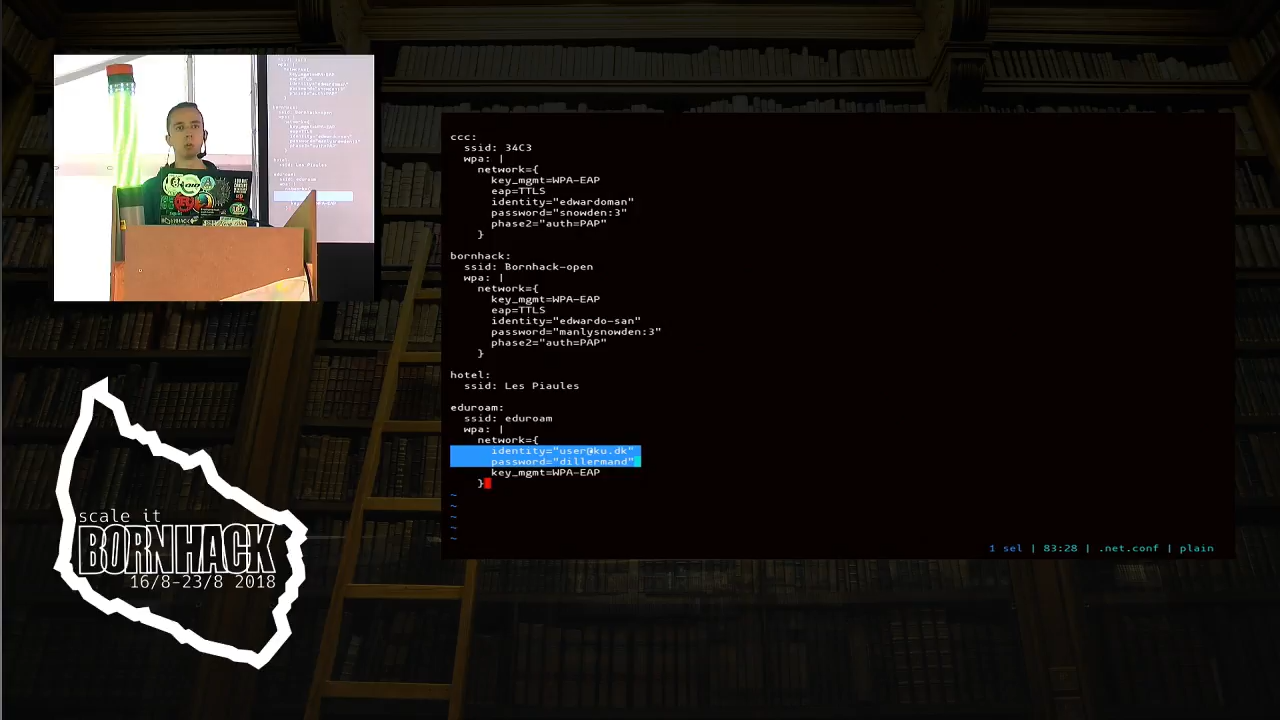 ccc:
ssid: 34C3
wpa: |
network={
key_mgmt=WPA-EAP
eap=TTLS
identity="edwardoman"
password="snowden:3"
phase2="auth=PAP"
}
bornhack:
ssid: Bornhack-open
wpa: |
network={
key_mgmt=WPA-EAP
eap=TTLS
identity="edwardo-san"
password="manlysnowden:3"
phase2="auth=PAP"
}
hotel:
ssid: Les Piaules
eduroam:
ssid: eduroam
wpa: |
network={
identity="user@ku.dk"
password="dillermand"
key_mgmt=WPA-EAP
}
~
~
~
~
~
1 sel | 83:28 | .net.conf | plain
scale it
BORNHACK
16/8-23/8 2018